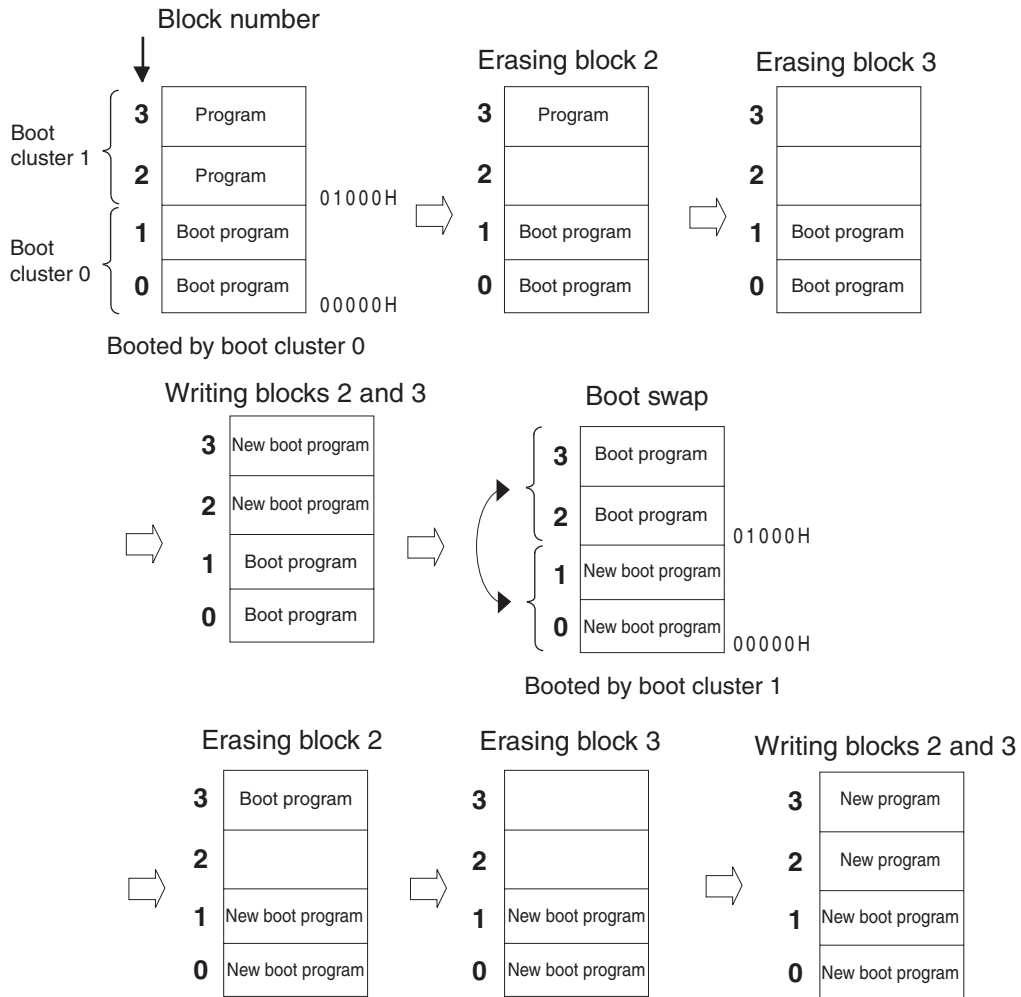 Block number
Erasing block 2
Erasing block 3
Boot
cluster 1
Boot
cluster 0
3
Program
2
Program
01000H
1
Boot program
0
Boot program
00000H
Booted by boot cluster 0
3
Program
2
1
Boot program
0
Boot program
3
2
1
Boot program
0
Boot program
Writing blocks 2 and 3
3
New boot program
2
New boot program
1
Boot program
0
Boot program
Boot swap
3
Boot program
2
Boot program
01000H
1
New boot program
0
New boot program
00000H
Booted by boot cluster 1
Erasing block 2
3
Boot program
2
1
New boot program
0
New boot program
Erasing block 3
3
2
1
New boot program
0
New boot program
Writing blocks 2 and 3
3
New program
2
New program
1
New boot program
0
New boot program